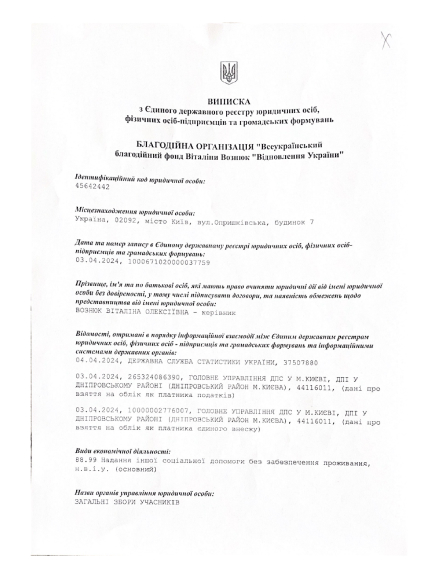 ВИПИСКА
з Єдиного державного реєстру юридичних осіб,
фізичних осіб-підприємців та громадських формувань
БЛАГОДІЙНА ОРГАНІЗАЦІЯ "Всеукраїнський
благодійний фонд Віталіни Вознюк "Відновлення України"
Ідентифікаційний код юридичної особи:
45642442
Місцезнаходження юридичної особи:
Україна, 02092, місто Київ, вул.Опришківська, будинок 7
Дата та номер запису в Єдиному державному реєстрі юридичних осіб, фізичних осіб-
підприємців та громадських формувань:
03.04.2024, 1000671020000037759
Прізвище, ім'я та по батькові осіб, які мають право вчиняти юридичні дії від імені юридичної
особи без довіреності, у тому числі підписувати договори, та наявність обмежень щодо
представництва від імені юридичної особи:
ВОЗНЮК ВІТАЛІНА ОЛЕКСІЇВНА - керівник
Відомості, отримані в порядку інформаційної взаємодії між Єдиним державним реєстром
юридичних осіб, фізичних осіб - підприємців та громадських формувань та інформаційними
системами державних органів:
04.04.2024, ДЕРЖАВНА СЛУЖБА СТАТИСТИКИ УКРАЇНИ, 37507880
03.04.2024, 265324086390, ГОЛОВНЕ УПРАВЛІННЯ ДПС У М.КИЄВІ, ДПІ У
ДНІПРОВСЬКОМУ РАЙОНІ (ДНІПРОВСЬКИЙ РАЙОН М.КИЄВА), 44116011, (дані про
взяття на облік як платника податків)
03.04.2024, 10000002776007, ГОЛОВНЕ УПРАВЛІННЯ ДПС У М.КИЄВІ, ДПІ У
ДНІПРОВСЬКОМУ РАЙОНІ (ДНІПРОВСЬКИЙ РАЙОН М.КИЄВА), 44116011, (дані про
взяття на облік як платника єдиного внеску)
Види економічної діяльності:
88.99 Надання іншої соціальної допомоги без забезпечення проживання,
н.в.і.у. (основний)
Назва органів управління юридичної особи:
ЗАГАЛЬНІ ЗБОРИ УЧАСНИКІВ